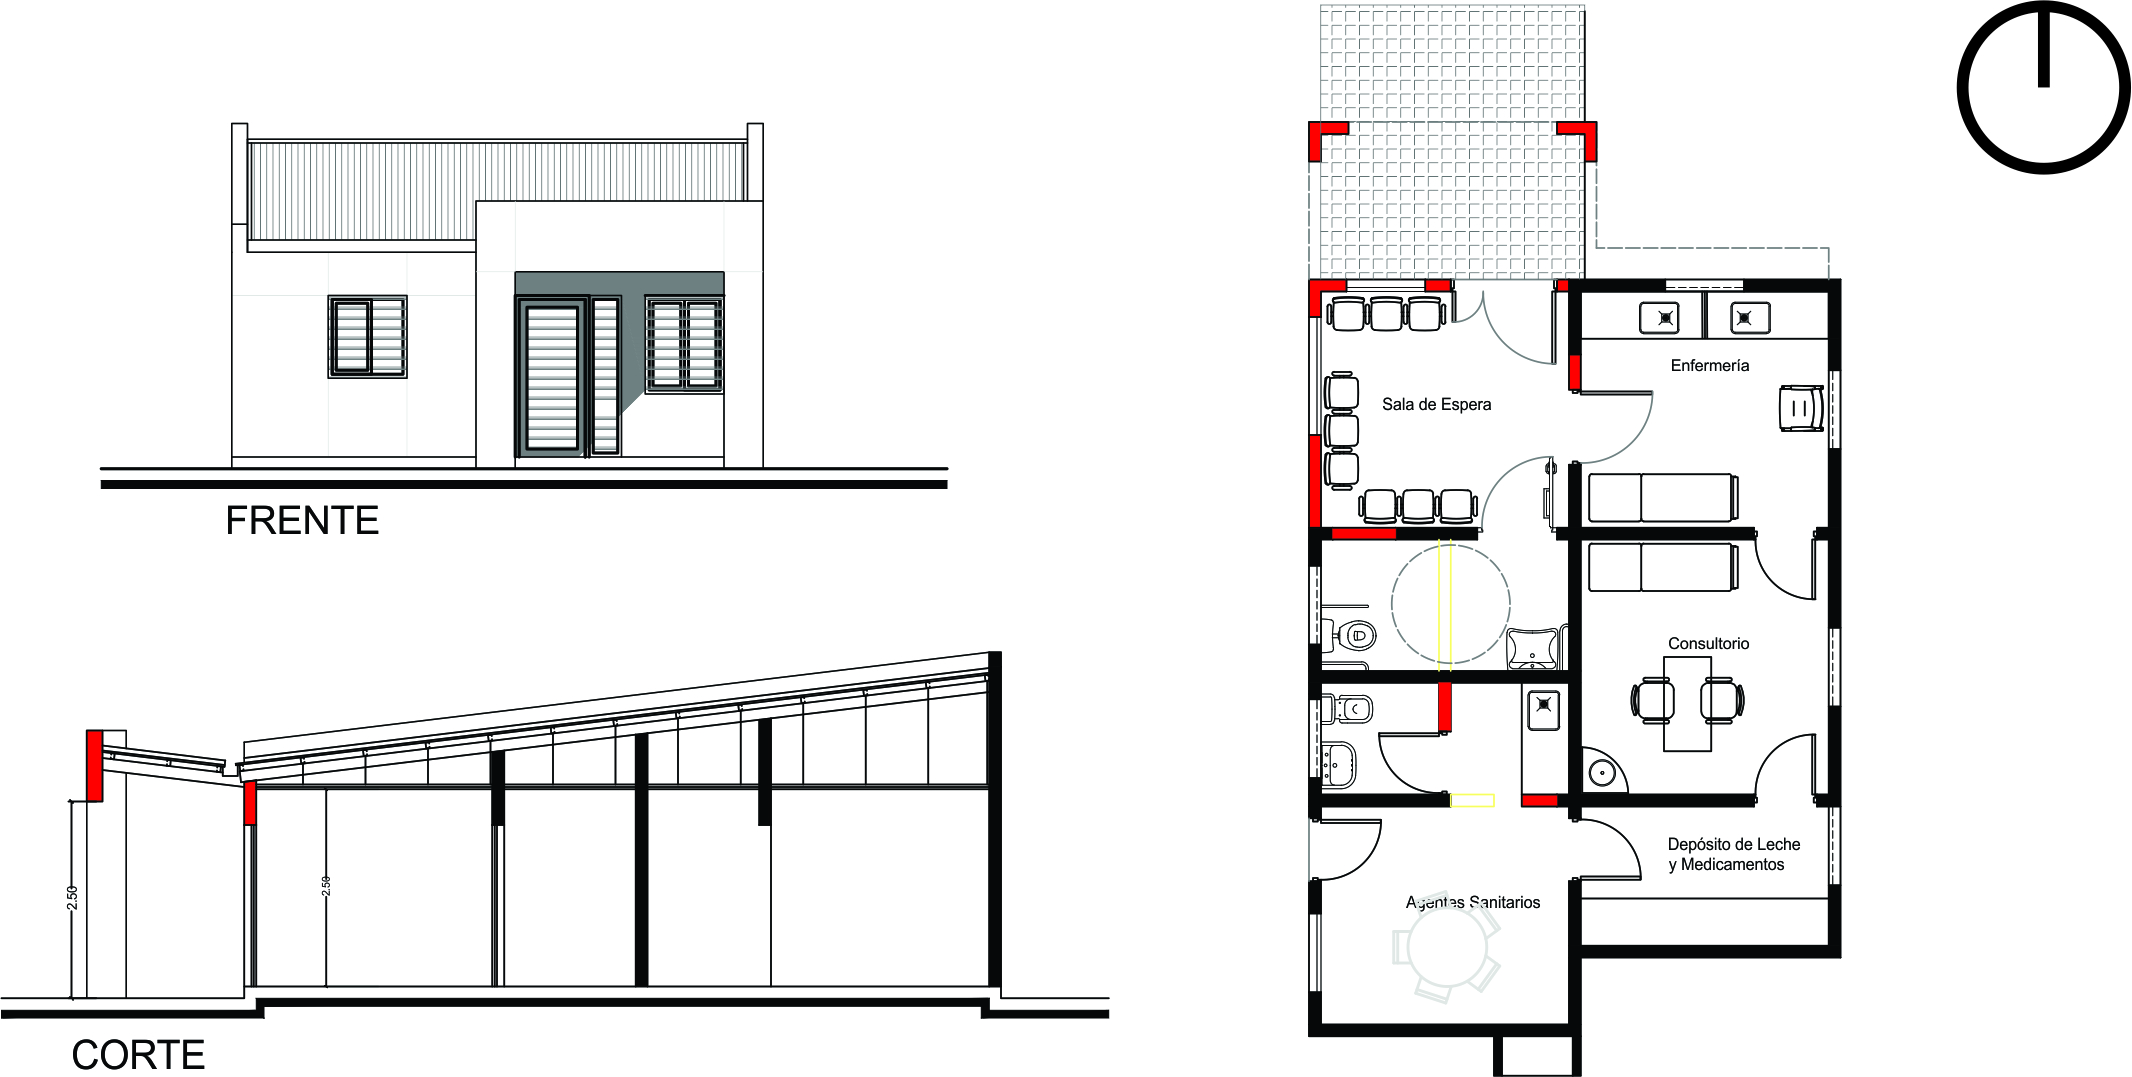 FRENTE
2.50
2.50
CORTE
Enfermería
Sala de Espera
Consultorio
Depósito de Leche
y Medicamentos
Agentes Sanitarios